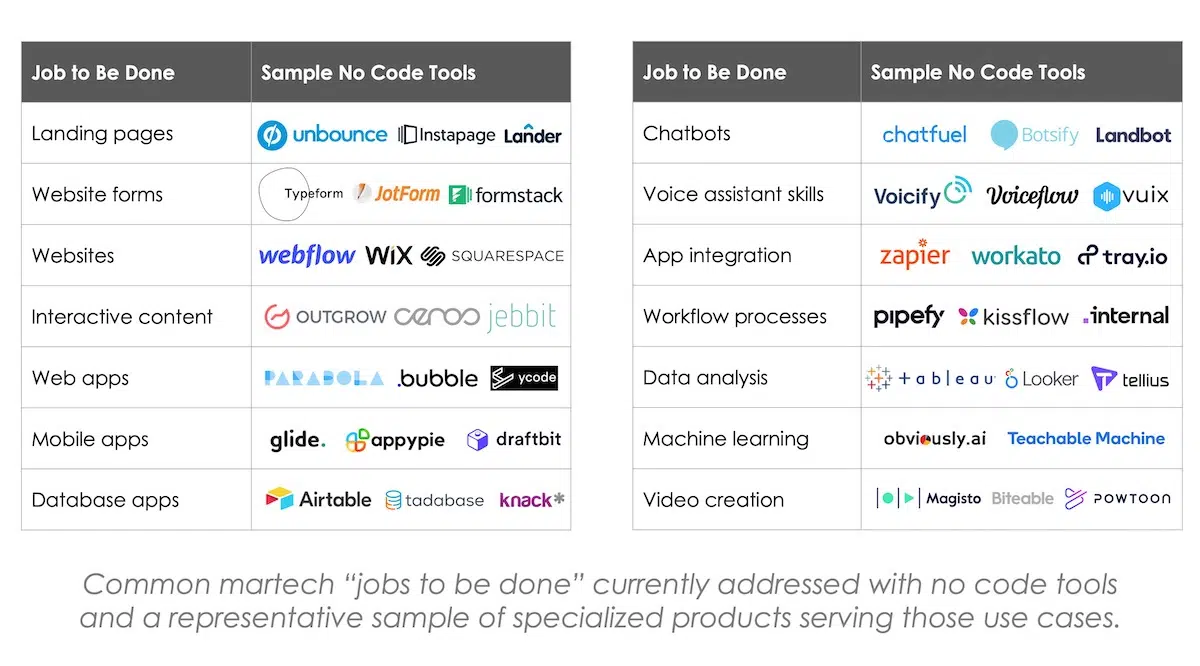 Job to Be Done Sample No Code Tools
Landing pages unbounce Instapage Lander
Website forms Typeform JotForm formstack
Websites webflow WiX SQUARESPACE
Interactive content OUTGROW ceros jebbit
Web apps PARABOLA .bubble ycode
Mobile apps glide. appypie draftbit
Database apps Airtable tadabase knack*
Job to Be Done Sample No Code Tools
Chatbots chatfuel Botsify Landbot
Voice assistant skills Voicify Voiceflow vuix
App integration zapier workato tray.io
Workflow processes pipefy kissflow .internal
Data analysis +ableau Looker tellius
Machine learning obviously.ai Teachable Machine
Video creation Magisto Biteable POWTOON
Common martech “jobs to be done” currently addressed with no code tools
and a representative sample of specialized products serving those use cases.